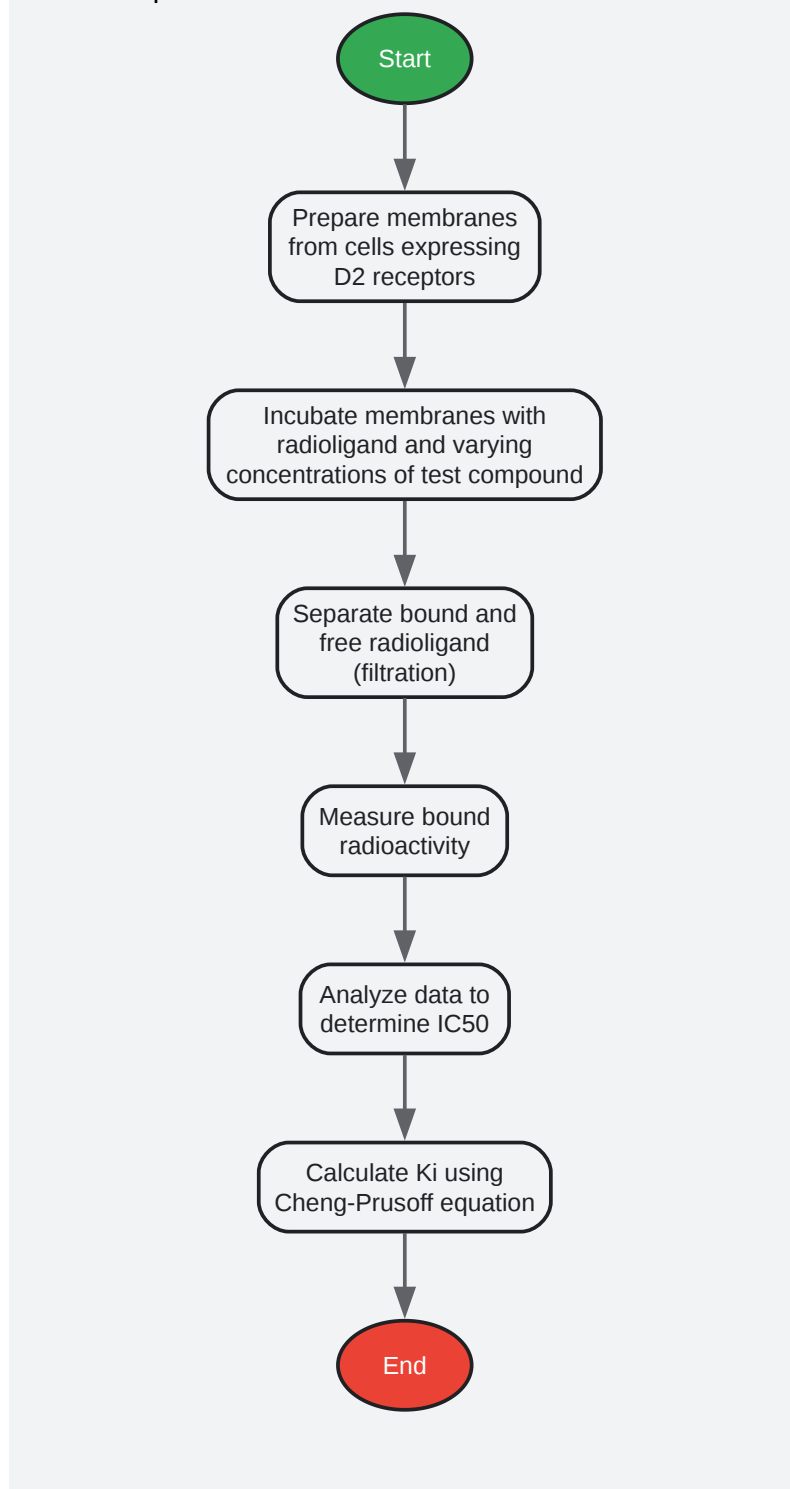 Start
Prepare membranes
from cells expressing
D2 receptors
Incubate membranes with
radioligand and varying
concentrations of test compound
Separate bound and
free radioligand
(filtration)
Measure bound
radioactivity
Analyze data to
determine IC50
Calculate Ki using
Cheng-Prusoff equation
End